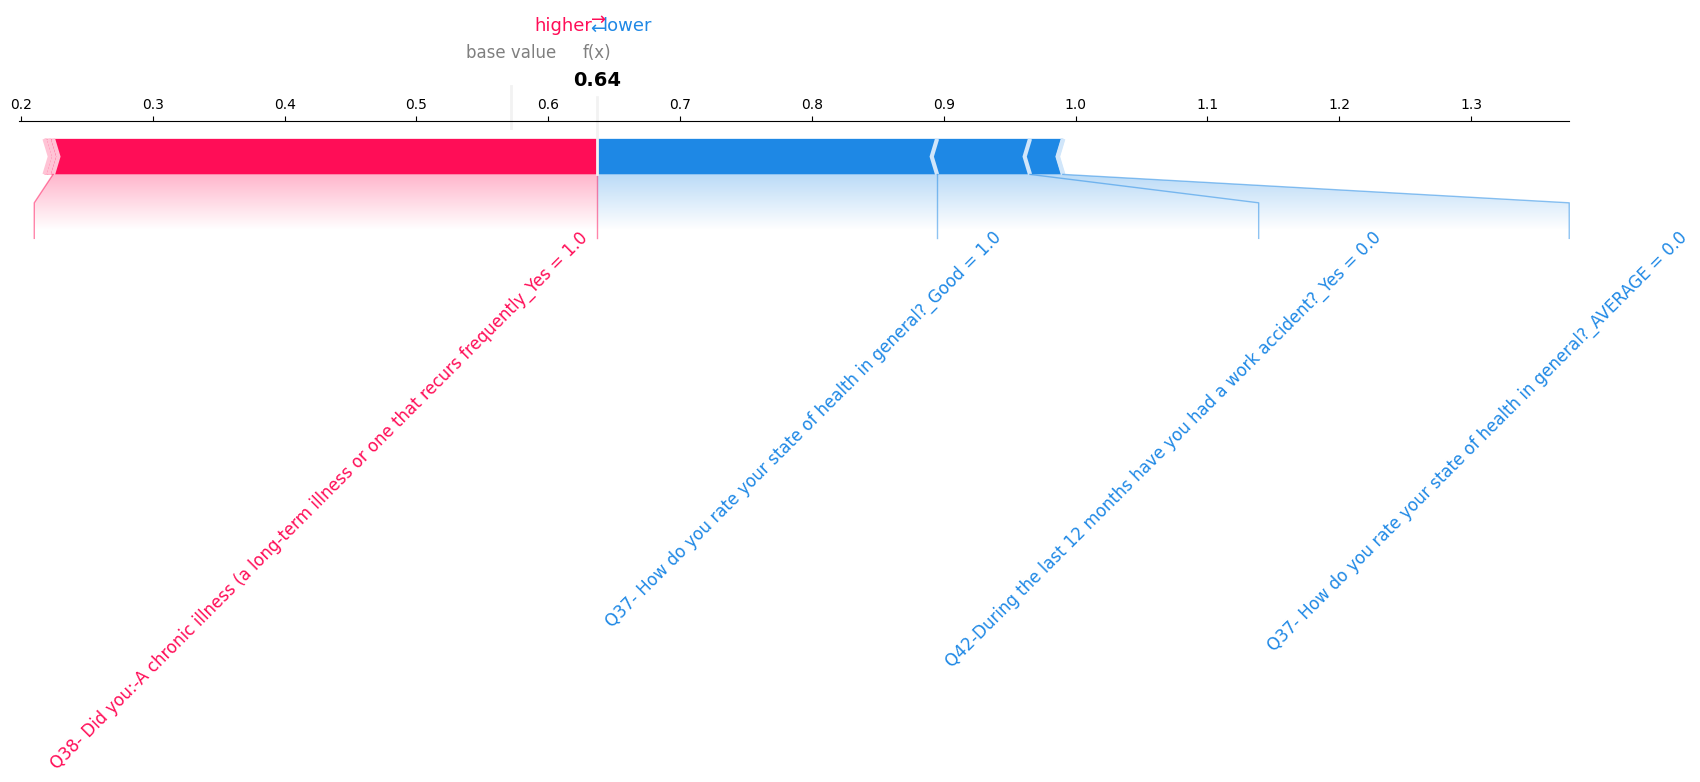 higher⇄lower
base value f(x)
0.64
0.2 0.3 0.4 0.5 0.6 0.7 0.8 0.9 1.0 1.1 1.2 1.3
Q38- Did you:-A chronic illness (a long-term illness or one that recurs frequently_Yes = 1.0
Q37- How do you rate your state of health in general?_Good = 1.0
Q42-During the last 12 months have you had a work accident?_Yes = 0.0
Q37- How do you rate your state of health in general?_AVERAGE = 0.0